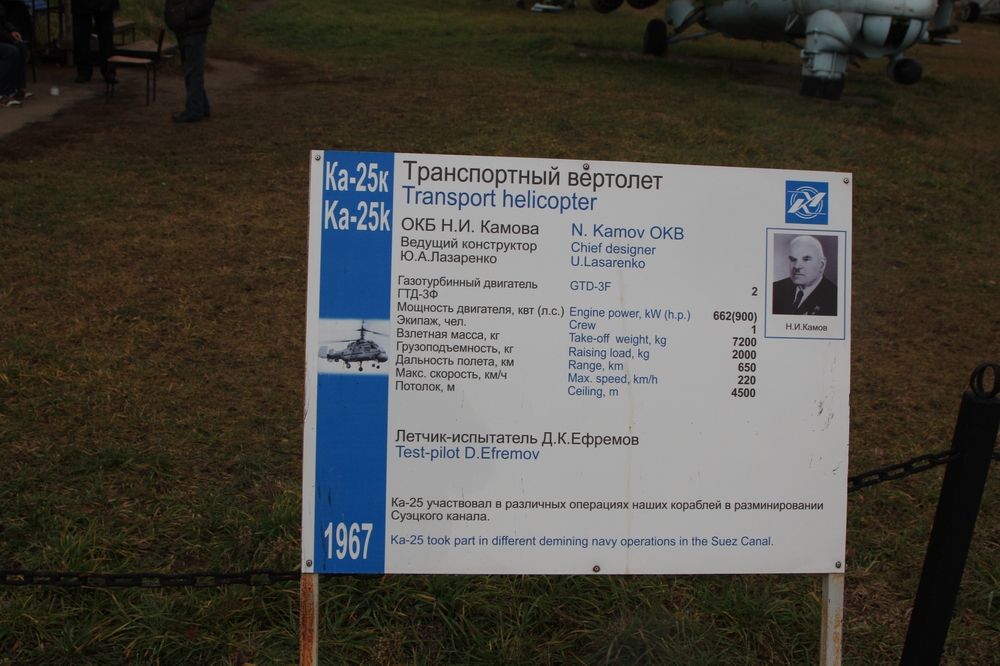 Ка-25к
Ka-25k
Транспортный вертолет
Transport helicopter
ОКБ Н.И. Камова
N. Kamov OKB
Ведущий конструктор
Ю.А.Лазаренко
Chief designer
U.Lasarenko
Газотурбинный двигатель
ГТД-3Ф
GTD-3F 2
Мощность двигателя, квт (л.с.) Engine power, kW (h.p.) 662(900)
Экипаж, чел. Crew 1
Взлетная масса, кг Take-off weight, kg 7200
Грузоподъемность, кг Raising load, kg 2000
Дальность полета, км Range, km 650
Макс. скорость, км/ч Max. speed, km/h 220
Потолок, м Ceiling, m 4500
Н.И.Камов
Летчик-испытатель Д.К.Ефремов
Test-pilot D.Efremov
Ка-25 участвовал в различных операциях наших кораблей в разминировании
Суэцкого канала.
Ka-25 took part in different demining navy operations in the Suez Canal.
1967